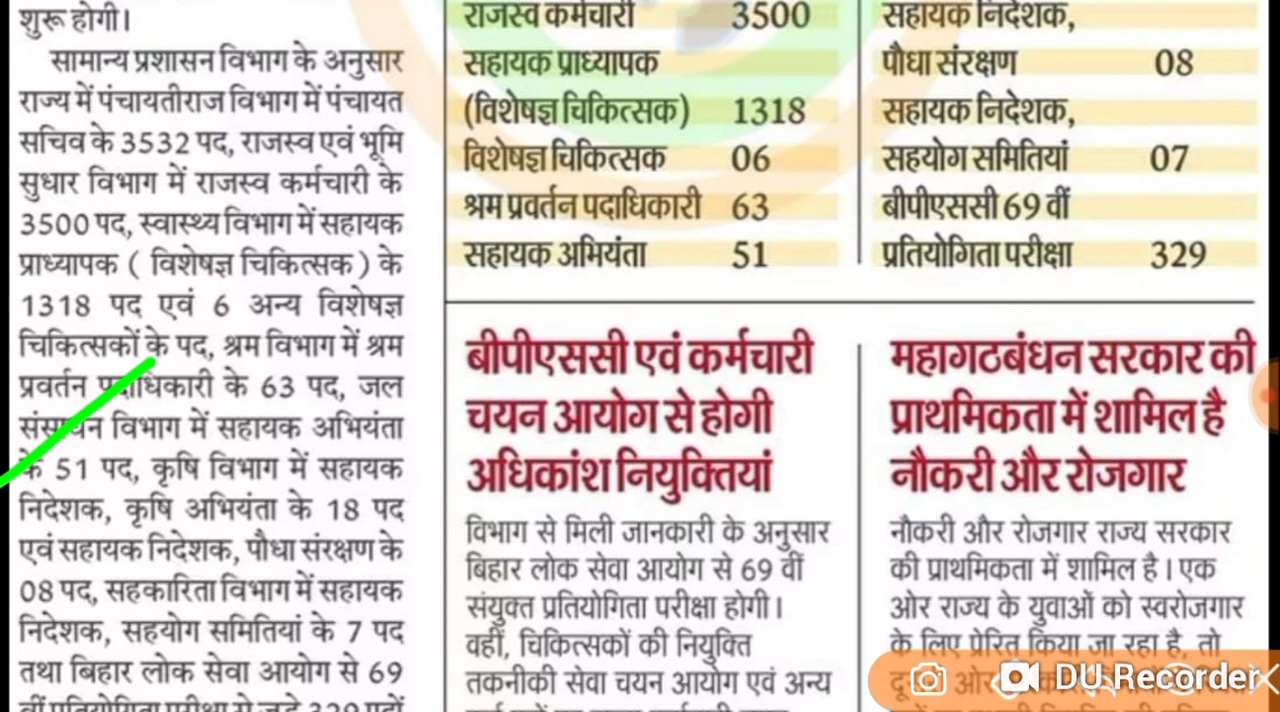 शुरू होगी।
सामान्य प्रशासन विभाग के अनुसार
राज्य में पंचायतीराज विभाग में पंचायत
सचिव के 3532 पद, राजस्व एवं भूमि
सुधार विभाग में राजस्व कर्मचारी के
3500 पद, स्वास्थ्य विभाग में सहायक
प्राध्यापक ( विशेषज्ञ चिकित्सक ) के
1318 पद एवं 6 अन्य विशेषज्ञ
चिकित्सकों के पद, श्रम विभाग में श्रम
प्रवर्तन पदाधिकारी के 63 पद, जल
संसाधन विभाग में सहायक अभियंता
के 51 पद, कृषि विभाग में सहायक
निदेशक, कृषि अभियंता के 18 पद
एवं सहायक निदेशक, पौधा संरक्षण के
08 पद, सहकारिता विभाग में सहायक
निदेशक, सहयोग समितियां के 7 पद
तथा बिहार लोक सेवा आयोग से 69
राजस्व कर्मचारी 3500
सहायक प्राध्यापक
(विशेषज्ञ चिकित्सक) 1318
विशेषज्ञ चिकित्सक 06
श्रम प्रवर्तन पदाधिकारी 63
सहायक अभियंता 51
सहायक निदेशक,
पौधा संरक्षण 08
सहायक निदेशक,
सहयोग समितियां 07
बीपीएससी 69 वीं
प्रतियोगिता परीक्षा 329
बीपीएससी एवं कर्मचारी
चयन आयोग से होगी
अधिकांश नियुक्तियां
विभाग से मिली जानकारी के अनुसार
बिहार लोक सेवा आयोग से 69 वीं
संयुक्त प्रतियोगिता परीक्षा होगी।
वहीं, चिकित्सकों की नियुक्ति
तकनीकी सेवा चयन आयोग एवं अन्य
महागठबंधन सरकार की
प्राथमिकता में शामिल है
नौकरी और रोजगार
नौकरी और रोजगार राज्य सरकार
की प्राथमिकता में शामिल है। एक
ओर राज्य के युवाओं को स्वरोजगार
के लिए प्रेरित किया जा रहा है, तो
DU Recorder